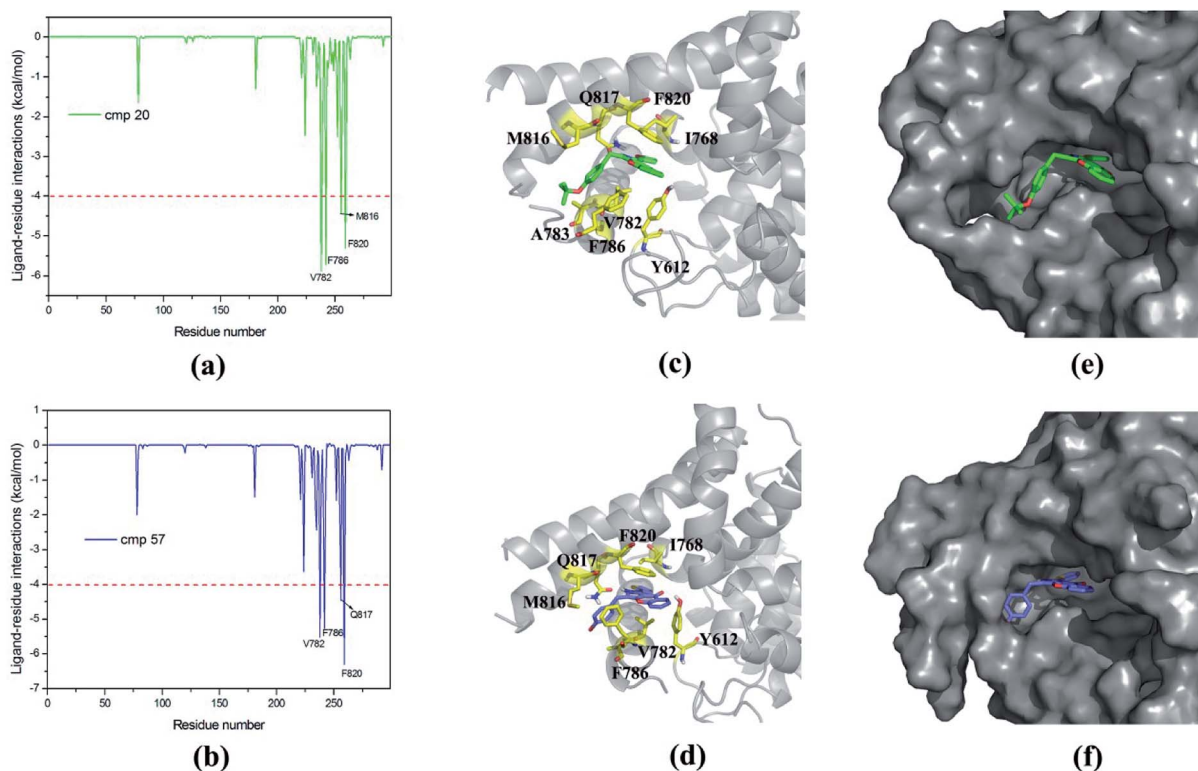 0
-1
-2
-3
-4
-5
-6
Ligand-residue interactions (kcal/mol)
cmp 20
M816
F820
F786
V782
0 50 100 150 200 250
Residue number
(a)
Q817 F820
M816 I768
A783 V782
F786
Y612
(c)
(e)
1
0
-1
-2
-3
-4
-5
-6
-7
Ligand-residue interactions (kcal/mol)
cmp 57
Q817
F786
V782
F820
0 50 100 150 200 250
Residue number
(b)
F820 I768
Q817
M816
V782 Y612
F786
(d)
(f)